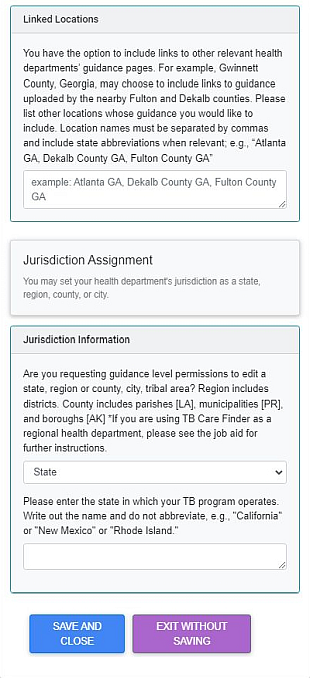 Linked Locations
You have the option to include links to other relevant health
departments' guidance pages. For example, Gwinnett
County, Georgia, may choose to include links to guidance
uploaded by the nearby Fulton and Dekalb counties. Please
list other locations whose guidance you would like to
include. Location names must be separated by commas
and include state abbreviations when relevant; e.g., "Atlanta
GA, Dekalb County GA, Fulton County GA"
example: Atlanta GA, Dekalb County GA, Fulton County
GA
Jurisdiction Assignment
You may set your health department's jurisdiction as a state,
region, county, or city.
Jurisdiction Information
Are you requesting guidance level permissions to edit a
state, region or county, city, tribal area? Region includes
districts. County includes parishes [LA], municipalities [PR],
and boroughs [AK] *If you are using TB Care Finder as a
regional health department, please see the job aid for
further instructions.
State
Please enter the state in which your TB program operates.
Write out the name and do not abbreviate, e.g., "California"
or "New Mexico" or "Rhode Island."
SAVE AND
CLOSE
EXIT WITHOUT
SAVING